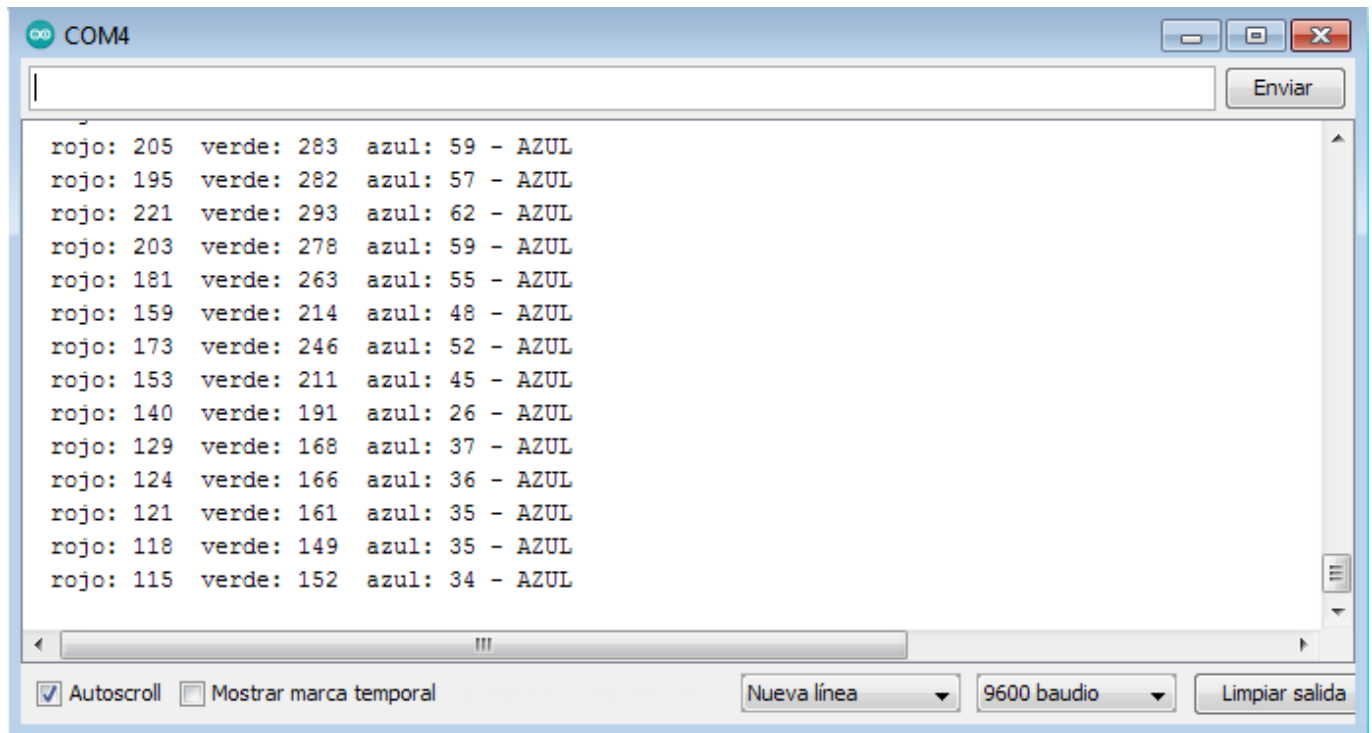 COM4
Enviar
rojo: 205 verde: 283 azul: 59 - AZUL
rojo: 195 verde: 282 azul: 57 - AZUL
rojo: 221 verde: 293 azul: 62 - AZUL
rojo: 203 verde: 278 azul: 59 - AZUL
rojo: 181 verde: 263 azul: 55 - AZUL
rojo: 159 verde: 214 azul: 48 - AZUL
rojo: 173 verde: 246 azul: 52 - AZUL
rojo: 153 verde: 211 azul: 45 - AZUL
rojo: 140 verde: 191 azul: 26 - AZUL
rojo: 129 verde: 168 azul: 37 - AZUL
rojo: 124 verde: 166 azul: 36 - AZUL
rojo: 121 verde: 161 azul: 35 - AZUL
rojo: 118 verde: 149 azul: 35 - AZUL
rojo: 115 verde: 152 azul: 34 - AZUL
Autoscroll Mostrar marca temporal Nueva línea 9600 baudio Limpiar salida